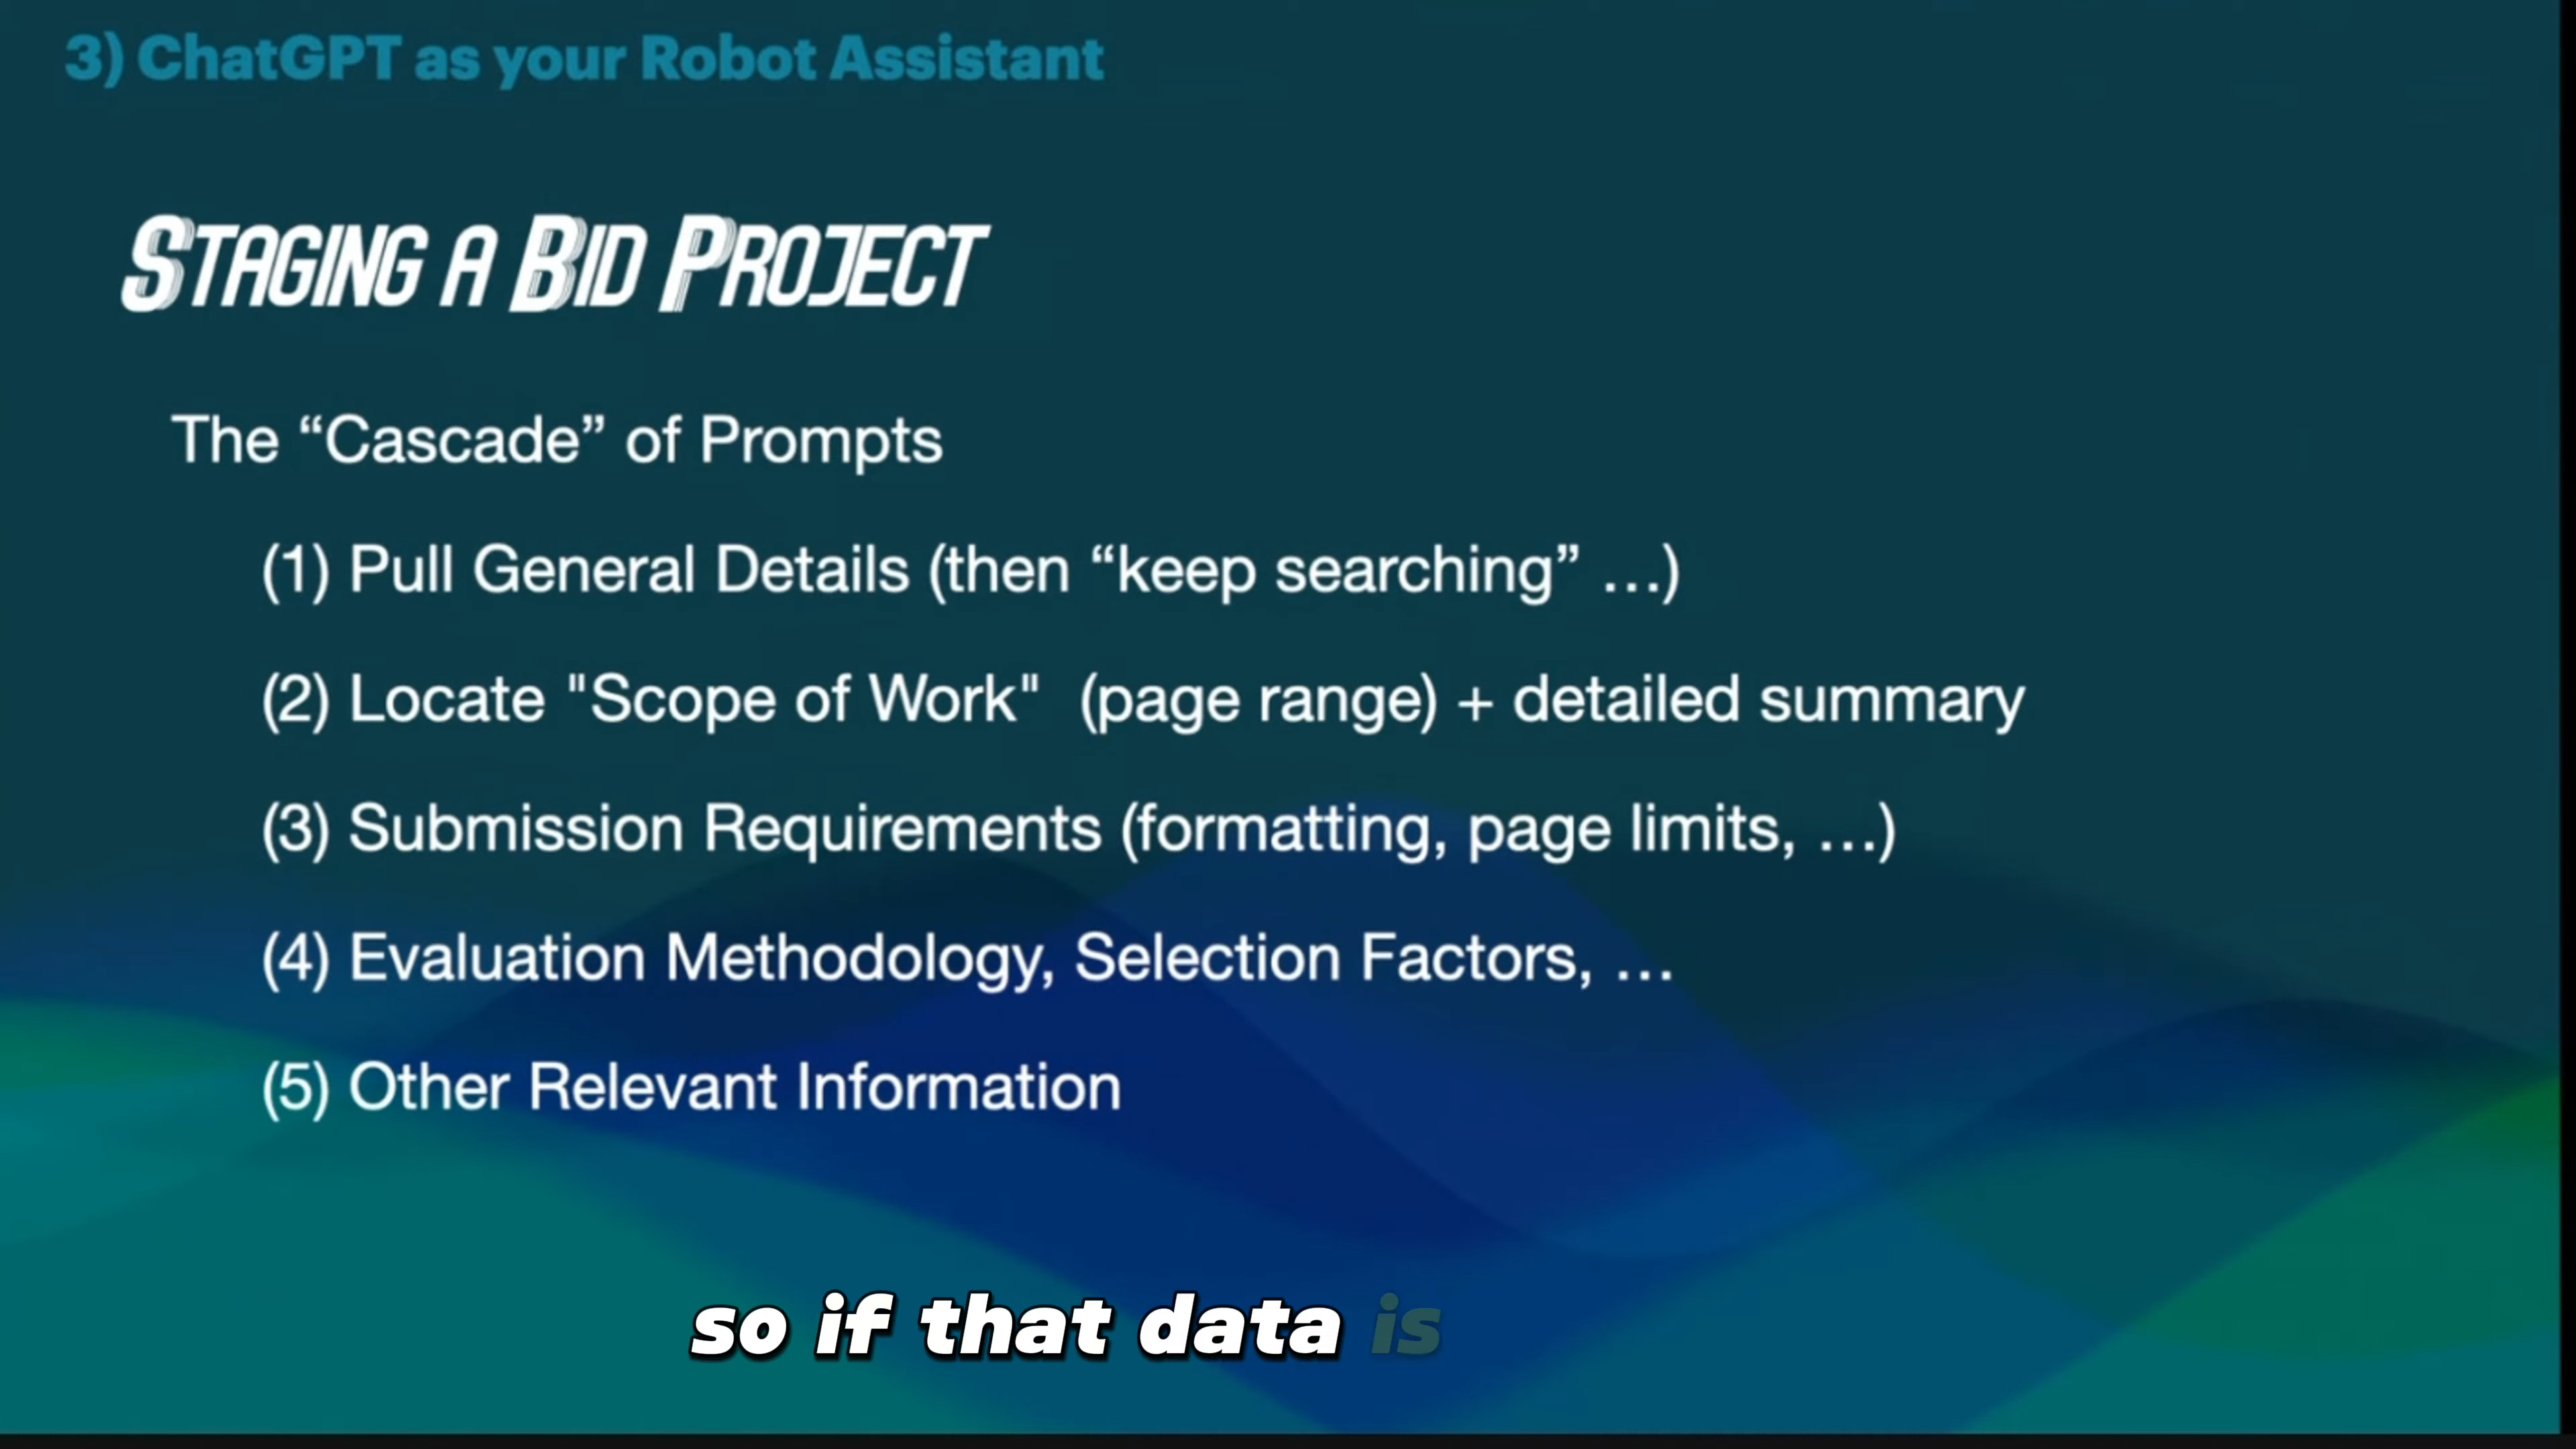 3) ChatGPT as your Robot Assistant
STAGING A BID PROJECT
The “Cascade” of Prompts
(1) Pull General Details (then “keep searching” …)
(2) Locate "Scope of Work"  (page range) + detailed summary
(3) Submission Requirements (formatting, page limits, …)
(4) Evaluation Methodology, Selection Factors, …
(5) Other Relevant Information
so if that data is